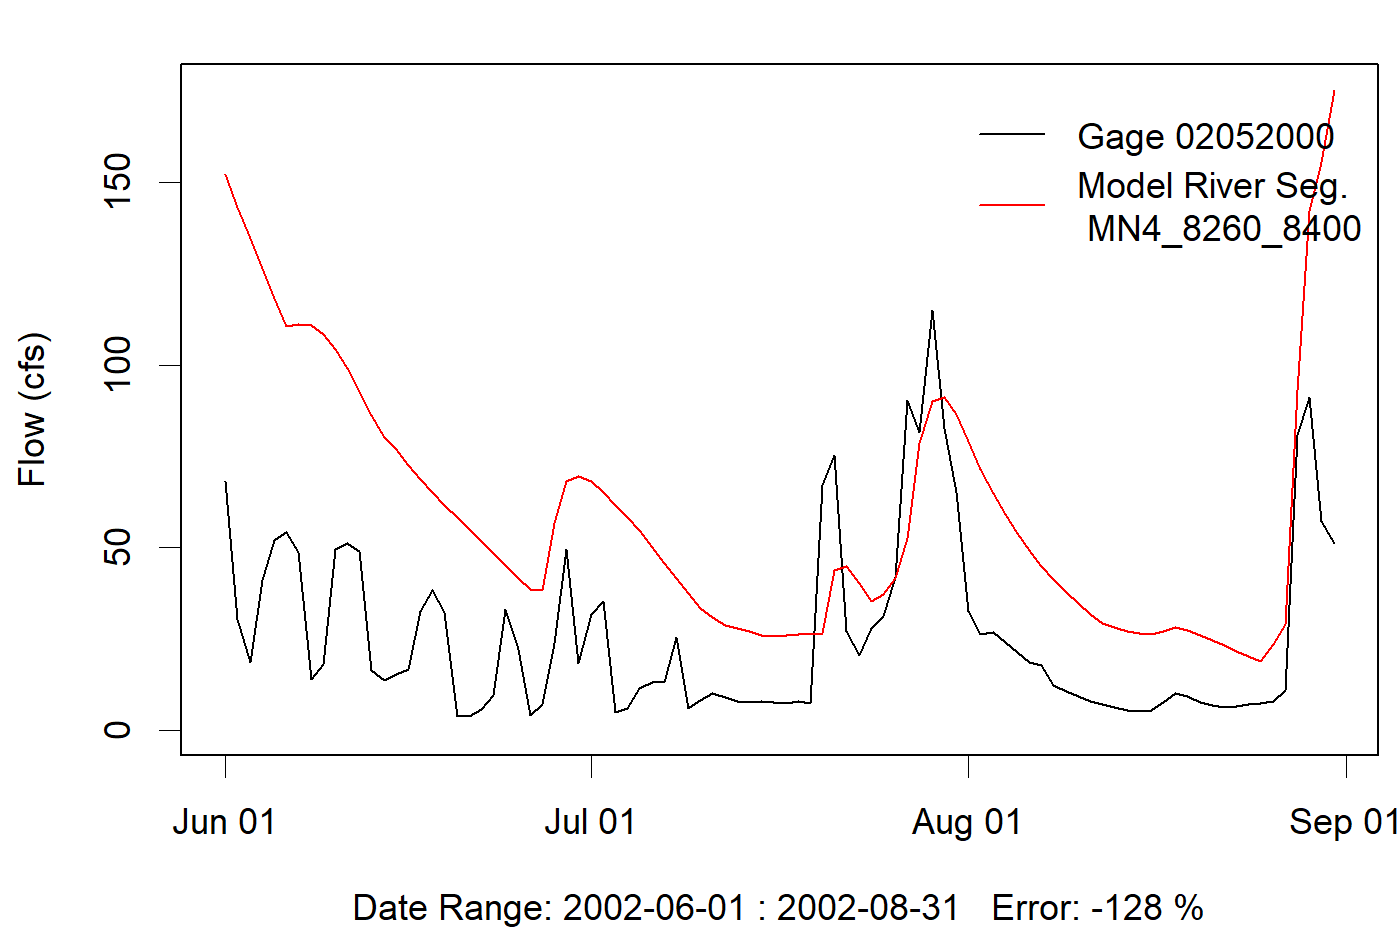 Gage 02052000
Model River Seg.
MN4_8260_8400
Flow (cfs)
150
100
50
0
Jun 01 Jul 01 Aug 01 Sep 01
Date Range: 2002-06-01 : 2002-08-31 Error: -128 %